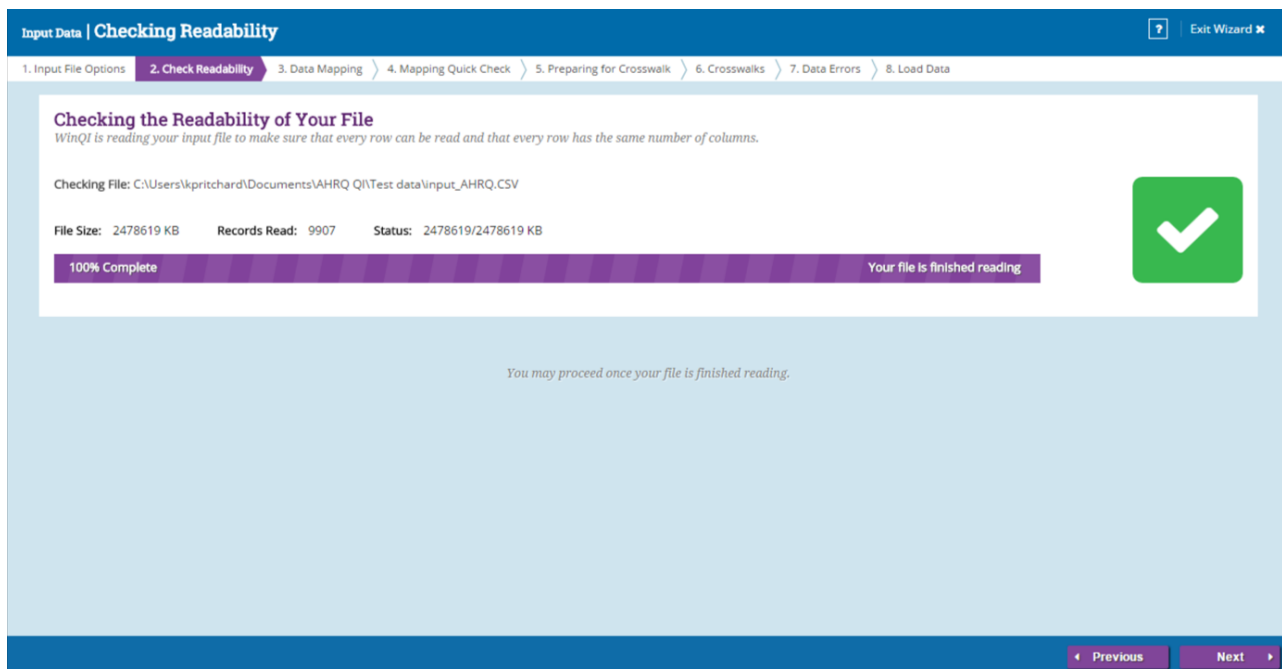 Input Data | Checking Readability
? Exit Wizard ✖
1. Input File Options 2. Check Readability 3. Data Mapping 4. Mapping Quick Check 5. Preparing for Crosswalk 6. Crosswalks 7. Data Errors 8. Load Data
Checking the Readability of Your File
WinQI is reading your input file to make sure that every row can be read and that every row has the same number of columns.
Checking File: C:\Users\kpritchard\Documents\AHRQ QI\Test data\input_AHRQ.CSV
File Size: 2478619 KB Records Read: 9907 Status: 2478619/2478619 KB
100% Complete Your file is finished reading
You may proceed once your file is finished reading.
Previous Next